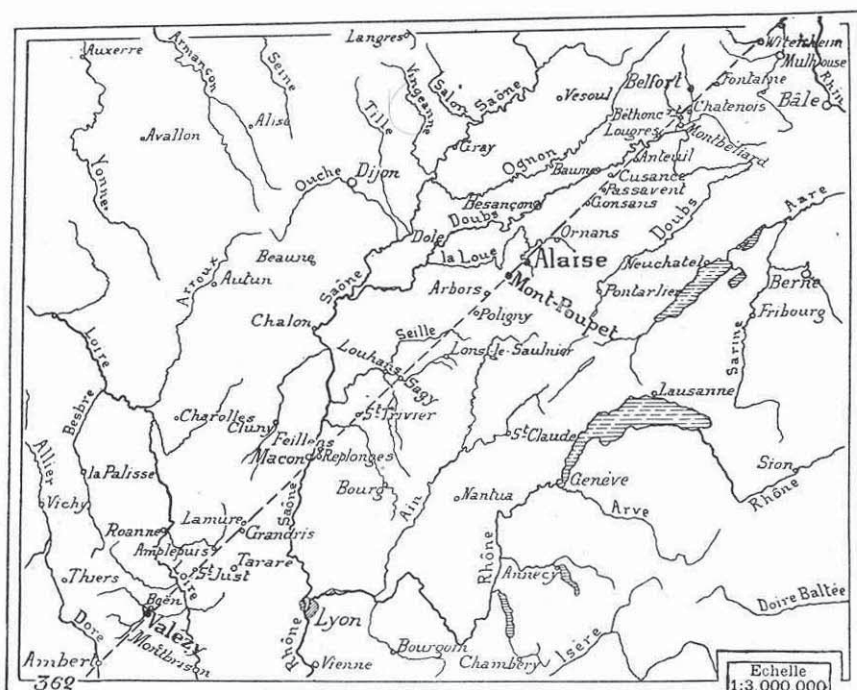 Auxerre
Armançon
Seine
Langres
Vingeanne
Salon
Saône
Vesoul
Belfort
Witelsheim
Mulhouse
Rhin
Fontaine
Bâle
Avallon
Alise
Tille
Gray
Ognon
Béthonc
Chatenois
Lougres
Montbéliard
Yonne
Ouche
Dijon
Baume
Anteuil
Cusance
Passavent
Gonsans
Besançon
Doubs
Doubs
Aare
Dole
la Loue
Ornans
Alaise
Neuchatel
Berne
Beaune
Arroux
Autun
Saône
Arbois
Mont-Poupet
Pontarlier
Fribourg
Sarine
Chalon
Poligny
Seille
Loire
Louhans
Sagy
Lons-le-Saulnier
Lausanne
Besbre
Charolles
Cluny
St Trivier
St Claude
Feillens
Macon
Replonges
Allier
la Palisse
Bourg
Ain
Nantua
Genève
Sion
Rhône
Vichy
Lamure
Grandris
Saône
Arve
Roanne
Amplepuis
Tarare
Loire
St Just
Rhône
Annecy
Thiers
Boën
Valézy
Dore
Montbrison
Lyon
Doire Baltée
Ambert
Rhône
Vienne
Bourgoin
Chambéry
Isère
362
Echelle
1:3 000 000